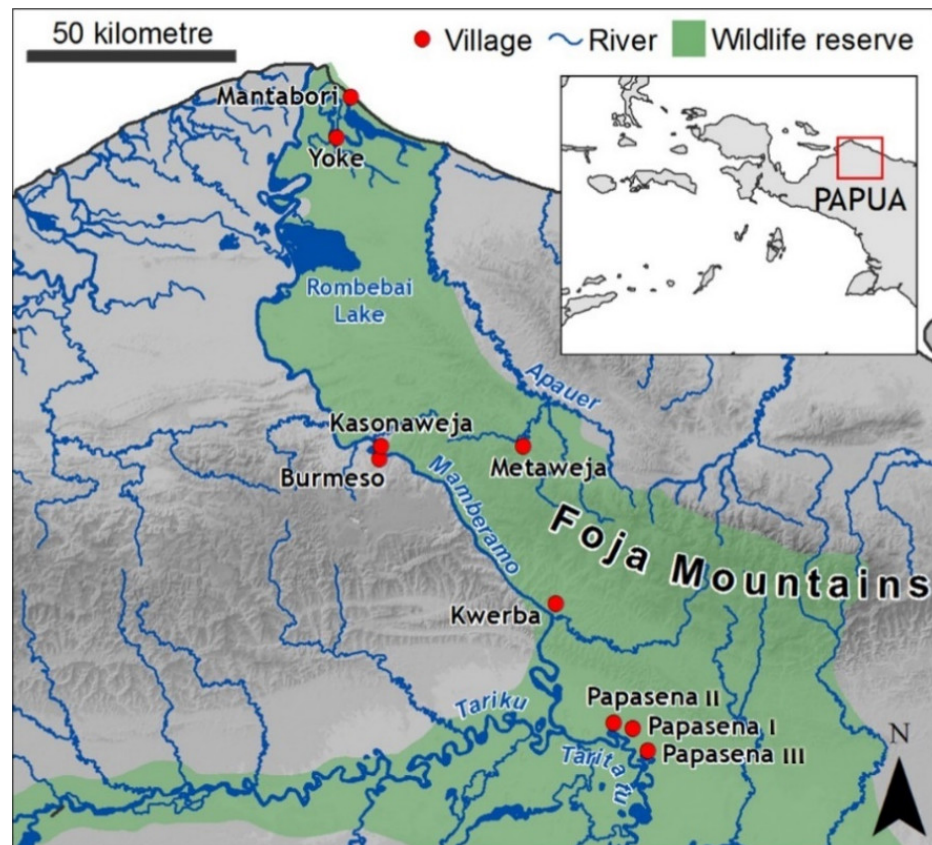 50 kilometre
Village
River
Wildlife reserve
Mantabori
Yoke
PAPUA
Rombebai
Lake
Apauer
Kasonaweja
Burmeso
Metaweja
Mamberamo
Foja Mountains
Kwerba
Papasena II
Tariku
Papasena I
Papasena III
Taritatu
N